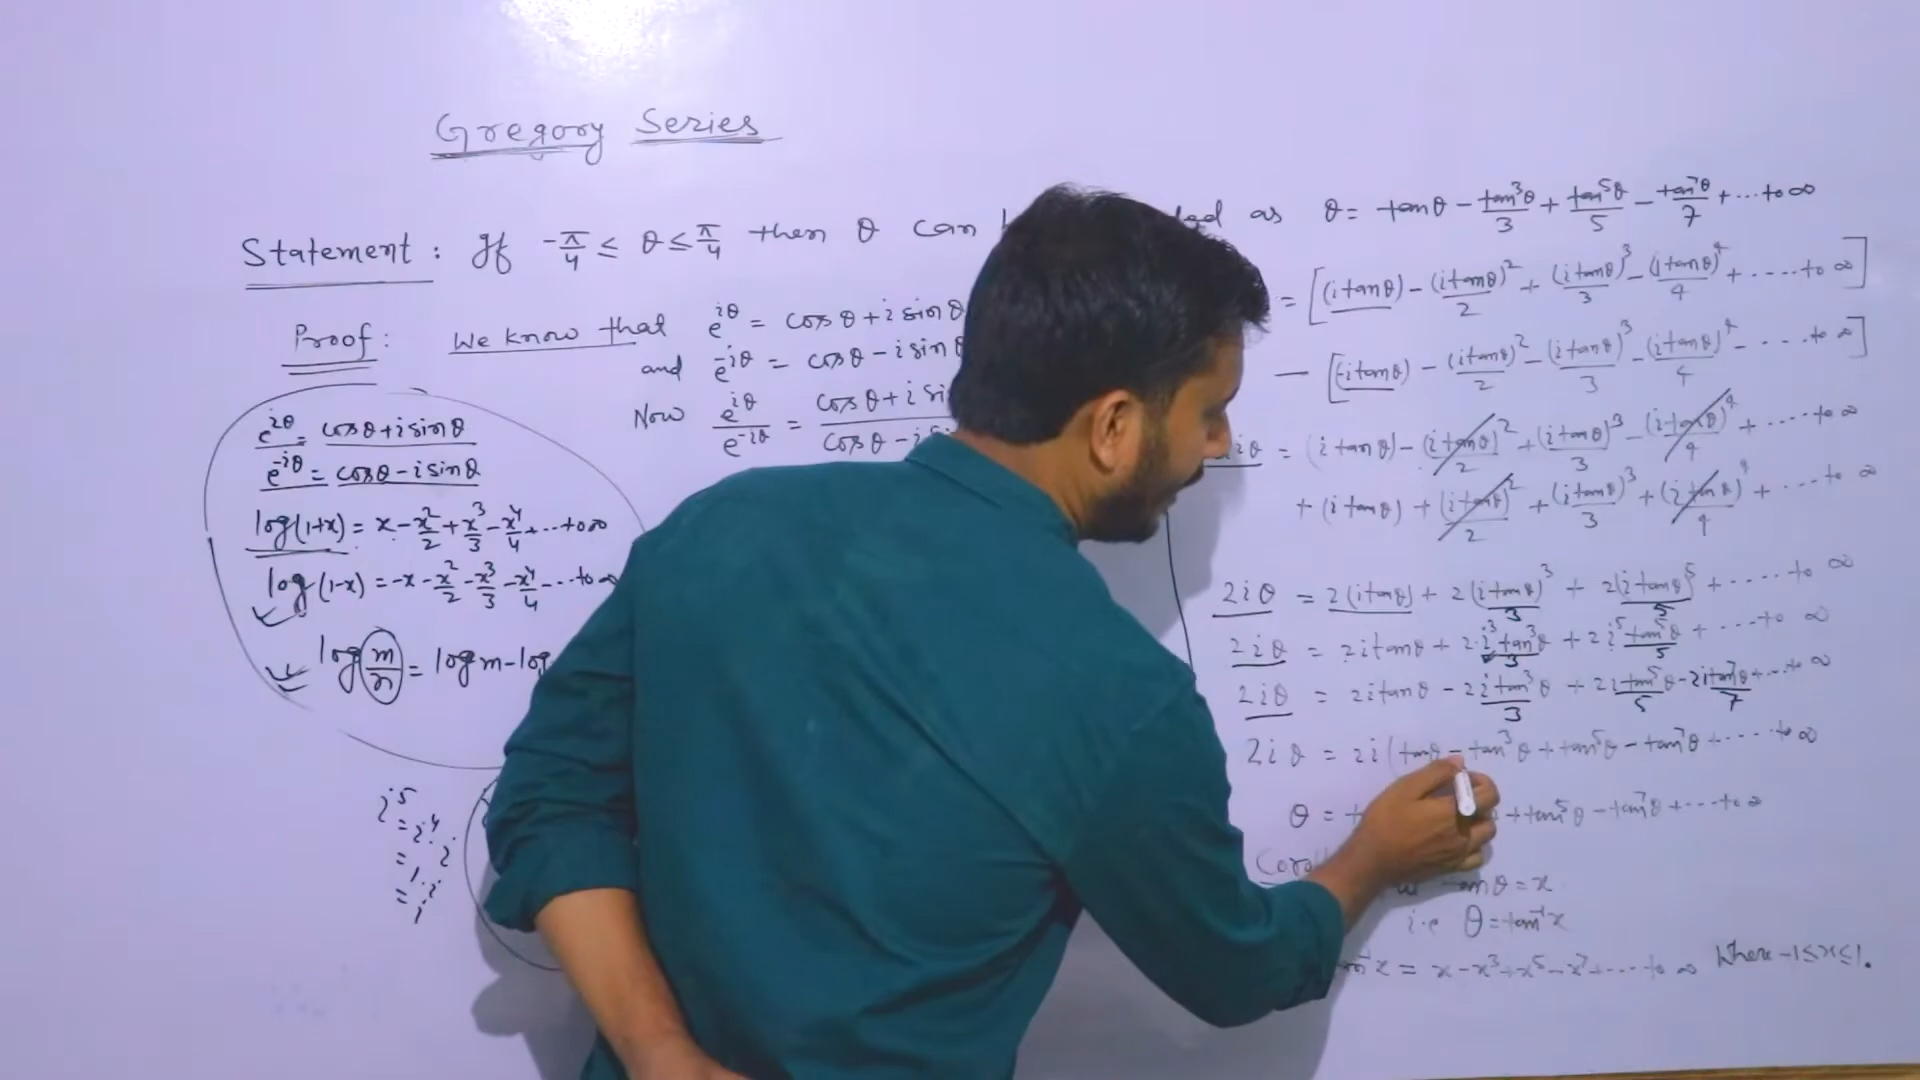 Gregory Series
Statement : If -π/4 ≤ θ ≤ π/4 then θ can as θ = tanθ - tan³θ/3 + tan⁵θ/5 - tan⁷θ/7 + ... to ∞
Proof : We know that e^{iθ} = cosθ + i sinθ
and e^{-iθ} = cosθ - i sinθ
Now e^{iθ}/e^{-iθ} = cosθ + i / cosθ - i
e^{iθ} = cosθ + i sinθ
e^{-iθ} = cosθ - i sinθ
log(1+x) = x - x²/2 + x³/3 - x⁴/4 + ... to ∞
log(1-x) = -x - x²/2 - x³/3 - x⁴/4 - ... to ∞
log(m/n) = log m - log
i⁵
= i⁴·i
= 1·i
= i
= [(i tanθ) - (i tanθ)²/2 + (i tanθ)³/3 - (i tanθ)⁴/4 + ..... to ∞]
- [(-i tanθ) - (i tanθ)²/2 - (i tanθ)³/3 - (i tanθ)⁴/4 - .... to ∞]
iθ = (i tanθ) - (i tanθ)²/2 + (i tanθ)³/3 - (i tanθ)⁴/4 + ..... to ∞
+ (i tanθ) + (i tanθ)²/2 + (i tanθ)³/3 + (i tanθ)⁴/4 + ..... to ∞
2iθ = 2(i tanθ) + 2(i tanθ)³/3 + 2(i tanθ)⁵/5 + ..... to ∞
2iθ = 2i tanθ + 2·i³ tan³θ/3 + 2i⁵ tan⁵θ/5 + .... to ∞
2iθ = 2i tanθ - 2i tan³θ/3 + 2i tan⁵θ/5 - 2i tan⁷θ/7 + ... to ∞
2iθ = 2i(tanθ - tan³θ + tan⁵θ - tan⁷θ + ..... to ∞
θ = + tan⁵θ - tan⁷θ + .... to ∞
tanθ = x
i.e θ = tan⁻¹x
x = x - x³ + x⁵ - x⁷ + .... to ∞ Where -1 ≤ x ≤ 1.